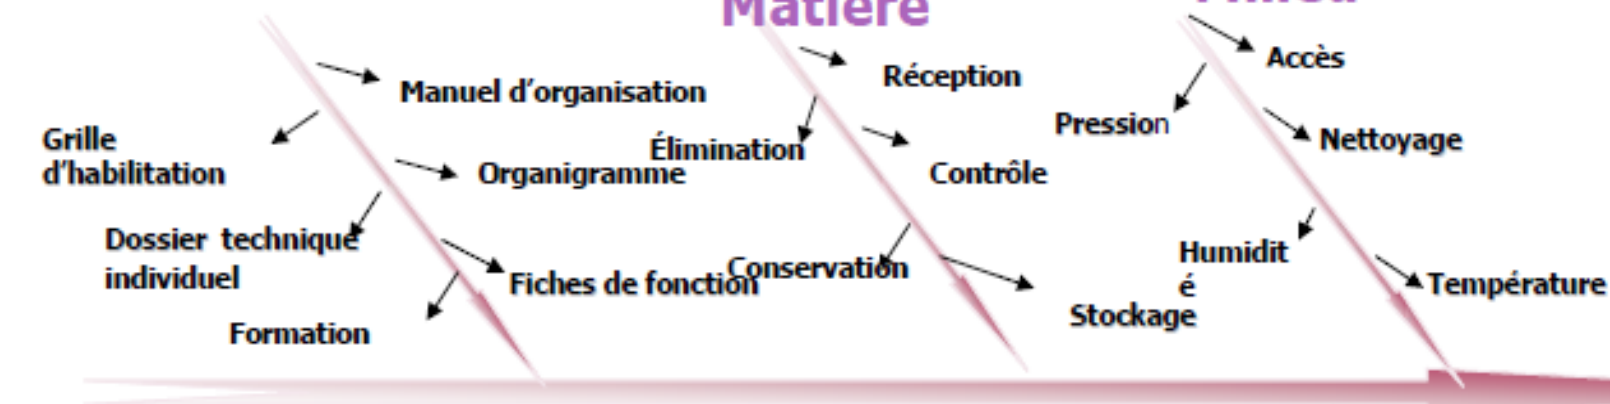 Matière
Milieu
Manuel d'organisation
Grille
d'habilitation
Organigramme
Dossier technique
individuel
Fiches de fonction
Formation
Réception
Élimination
Contrôle
Conservation
Stockage
Accès
Pression
Nettoyage
Humidit
é
Température